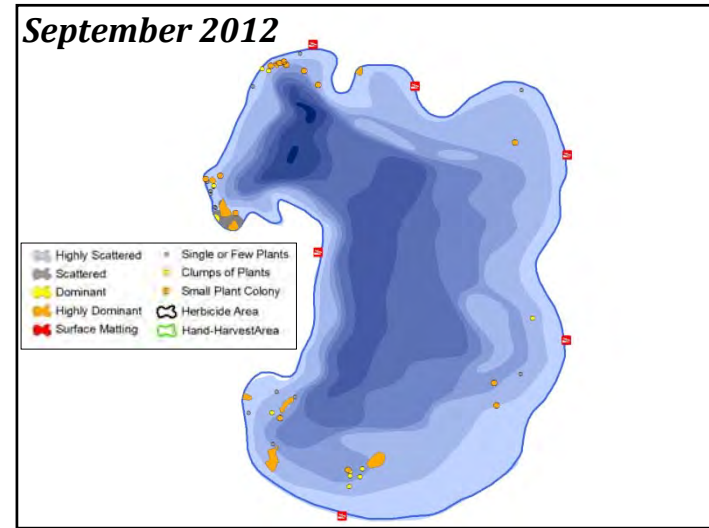 September 2012
Highly Scattered
Scattered
Dominant
Highly Dominant
Surface Matting
Single or Few Plants
Clumps of Plants
Small Plant Colony
Herbicide Area
Hand-HarvestArea